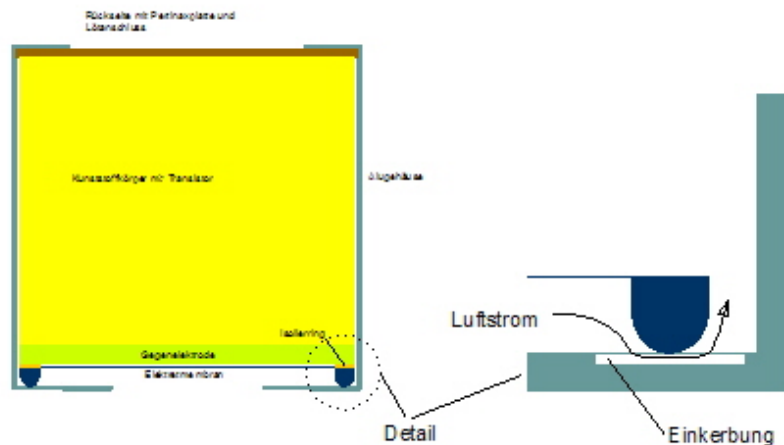 Rückseite mit Pertinaxplatte und
Lötanschluss
Kunststoffkörper mit Transistor
Alugehäuse
Isolierring
Gegenelektrode
Elektretmembran
Luftstrom
Detail
Einkerbung